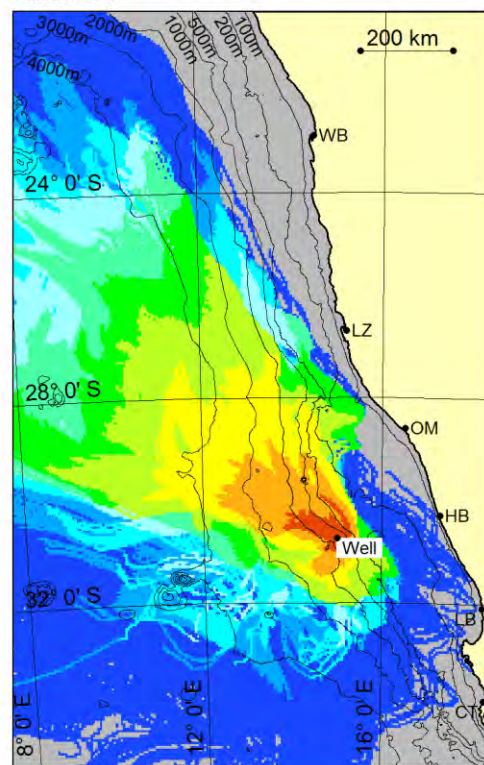 3000m
2000m
1000m
500m
200m
100m
4000m
200 km
WB
24° 0' S
LZ
28° 0' S
OM
HB
Well
32° 0' S
LB
CT
8° 0' E
12° 0' E
16° 0' E